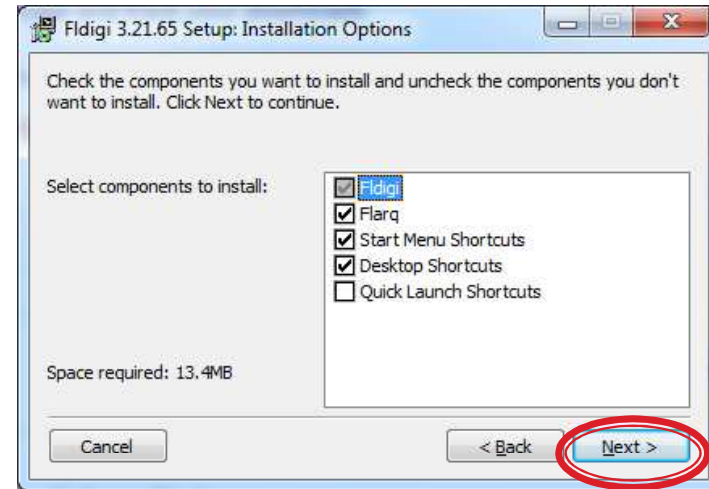 Fldigi 3.21.65 Setup: Installation Options
Check the components you want to install and uncheck the components you don't
want to install. Click Next to continue.
Select components to install:
Fldigi
Flarq
Start Menu Shortcuts
Desktop Shortcuts
Quick Launch Shortcuts
Space required: 13.4MB
Cancel
< Back
Next >